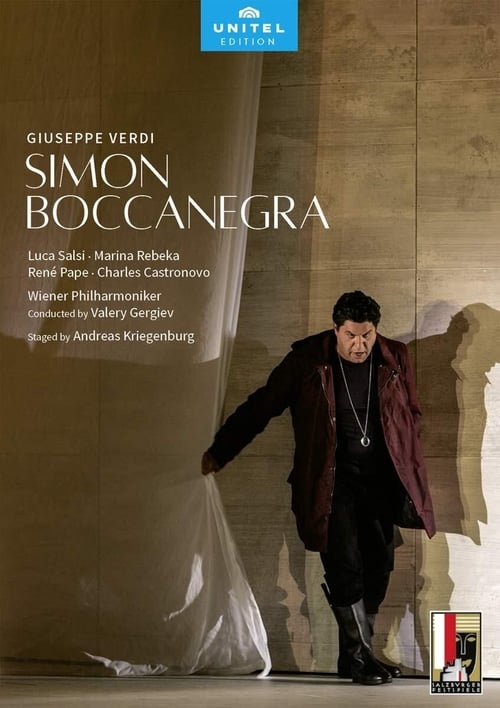 UNITEL
EDITION
GIUSEPPE VERDI
SIMON
BOCCANEGRA
Luca Salsi · Marina Rebeka
René Pape · Charles Castronovo
Wiener Philharmoniker
Conducted by Valery Gergiev
Staged by Andreas Kriegenburg
SALZBURGER
FESTSPIELE